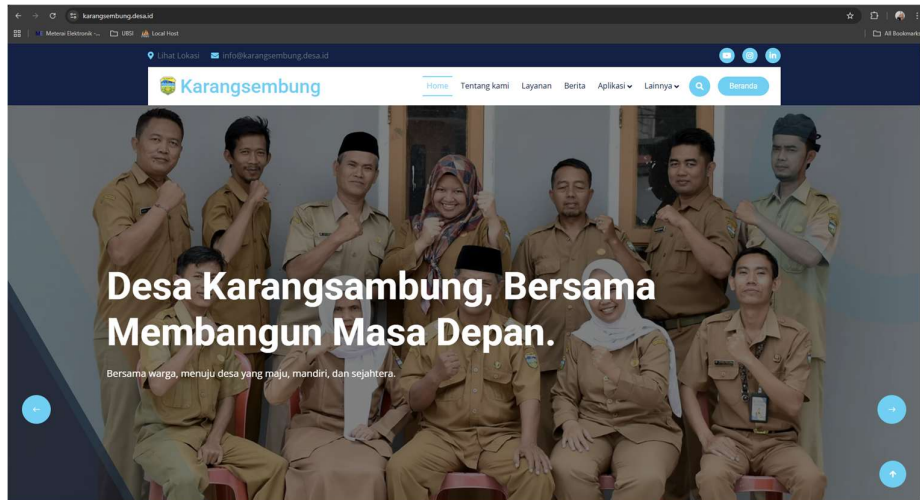 karangsembung.desa.id
Meterai Elektronik -... UBSI Local Host All Bookmarks
Lihat Lokasi info@karangsembung.desa.id
Karangsembung Home Tentang kami Layanan Berita Aplikasi Lainnya Beranda
Desa Karangsambung, Bersama
Membangun Masa Depan.
Bersama warga, menuju desa yang maju, mandiri, dan sejahtera.